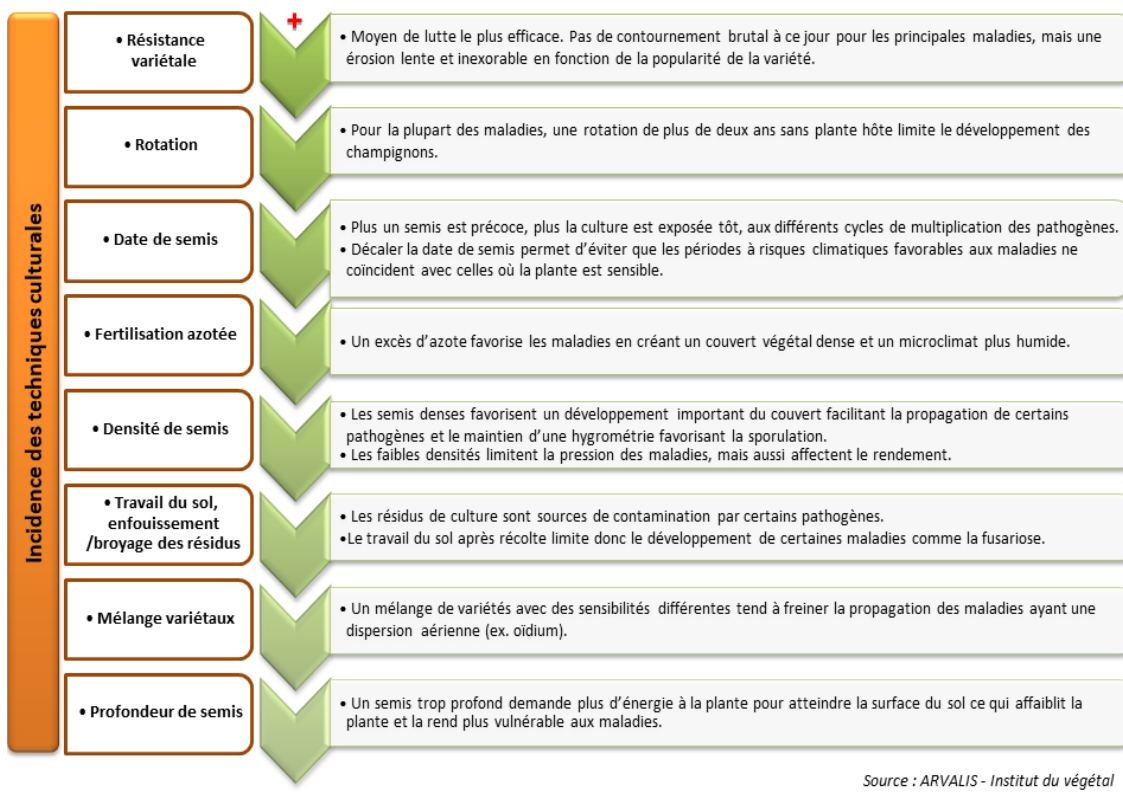 Incidence des techniques culturales
+
• Résistance
variétale
• Moyen de lutte le plus efficace. Pas de contournement brutal à ce jour pour les principales maladies, mais une
érosion lente et inexorable en fonction de la popularité de la variété.
• Rotation
• Pour la plupart des maladies, une rotation de plus de deux ans sans plante hôte limite le développement des
champignons.
• Date de semis
• Plus un semis est précoce, plus la culture est exposée tôt, aux différents cycles de multiplication des pathogènes.
• Décaler la date de semis permet d’éviter que les périodes à risques climatiques favorables aux maladies ne
coïncident avec celles où la plante est sensible.
• Fertilisation azotée
• Un excès d’azote favorise les maladies en créant un couvert végétal dense et un microclimat plus humide.
• Densité de semis
• Les semis denses favorisent un développement important du couvert facilitant la propagation de certains
pathogènes et le maintien d’une hygrométrie favorisant la sporulation.
• Les faibles densités limitent la pression des maladies, mais aussi affectent le rendement.
• Travail du sol,
enfouissement
/broyage des résidus
• Les résidus de culture sont sources de contamination par certains pathogènes.
•Le travail du sol après récolte limite donc le développement de certaines maladies comme la fusariose.
• Mélange variétaux
• Un mélange de variétés avec des sensibilités différentes tend à freiner la propagation des maladies ayant une
dispersion aérienne (ex. oïdium).
• Profondeur de semis
• Un semis trop profond demande plus d’énergie à la plante pour atteindre la surface du sol ce qui affaiblit la
plante et la rend plus vulnérable aux maladies.
Source : ARVALIS - Institut du végétal